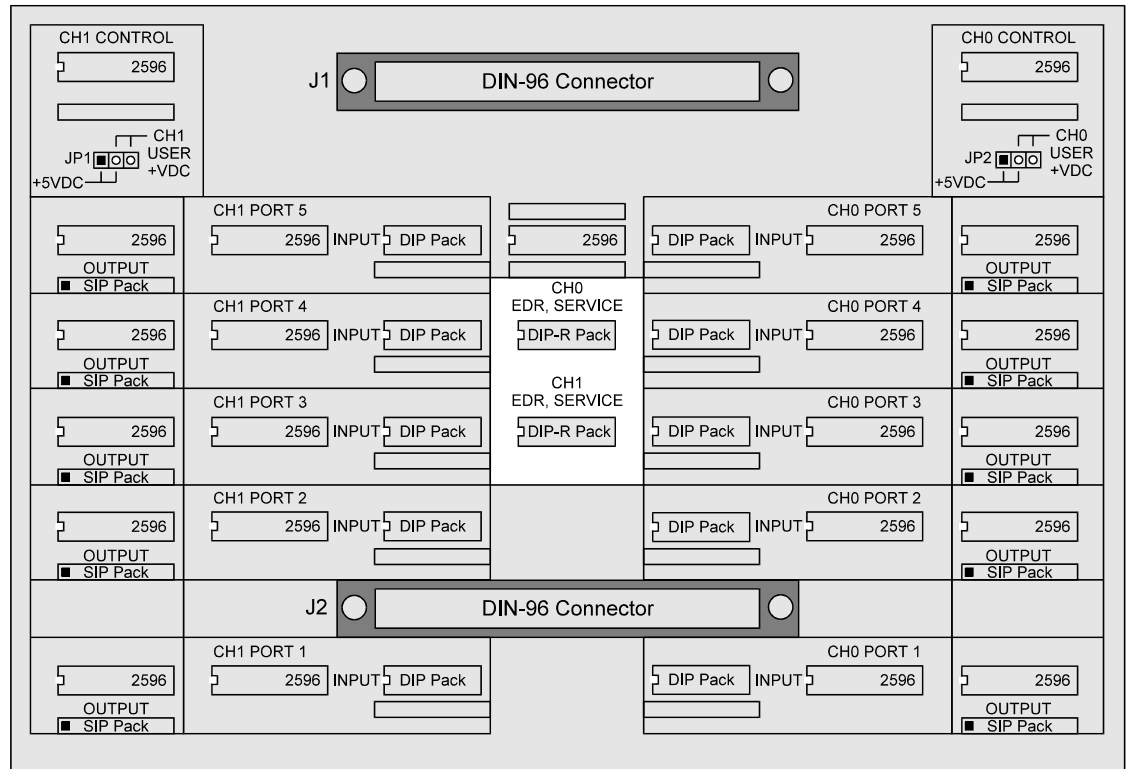 CH1 CONTROL
2596
CH1
JP1
USER
+VDC
+5VDC
J1
DIN-96 Connector
CH0 CONTROL
2596
CH0
JP2
USER
+VDC
+5VDC
2596
OUTPUT
SIP Pack
CH1 PORT 5
2596 INPUT DIP Pack
2596
CH0 PORT 5
DIP Pack INPUT 2596
2596
OUTPUT
SIP Pack
2596
OUTPUT
SIP Pack
CH1 PORT 4
2596 INPUT DIP Pack
CH0
EDR, SERVICE
DIP-R Pack
CH0 PORT 4
DIP Pack INPUT 2596
2596
OUTPUT
SIP Pack
2596
OUTPUT
SIP Pack
CH1 PORT 3
2596 INPUT DIP Pack
CH1
EDR, SERVICE
DIP-R Pack
CH0 PORT 3
DIP Pack INPUT 2596
2596
OUTPUT
SIP Pack
2596
OUTPUT
SIP Pack
CH1 PORT 2
2596 INPUT DIP Pack
CH0 PORT 2
DIP Pack INPUT 2596
2596
OUTPUT
SIP Pack
J2
DIN-96 Connector
2596
OUTPUT
SIP Pack
CH1 PORT 1
2596 INPUT DIP Pack
CH0 PORT 1
DIP Pack INPUT 2596
2596
OUTPUT
SIP Pack